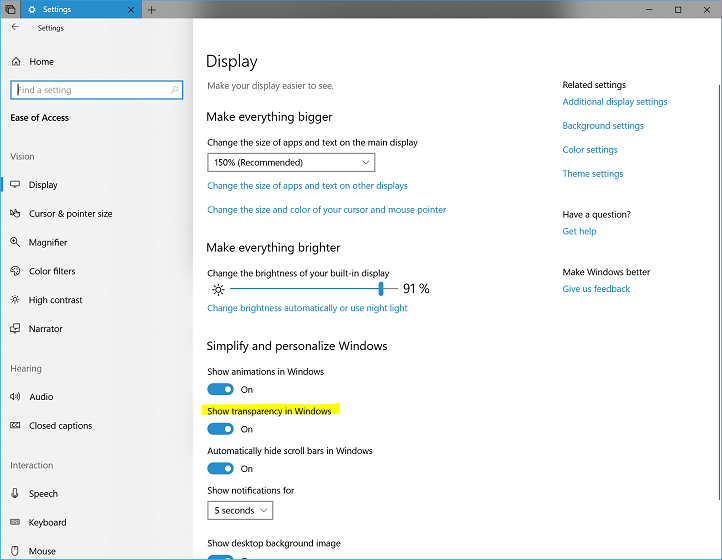 Settings
Settings
Home
Find a setting
Ease of Access
Vision
Display
Cursor & pointer size
Magnifier
Color filters
High contrast
Narrator
Hearing
Audio
Closed captions
Interaction
Speech
Keyboard
Mouse
Display
Make your display easier to see.
Make everything bigger
Change the size of apps and text on the main display
150% (Recommended)
Change the size of apps and text on other displays
Change the size and color of your cursor and mouse pointer
Make everything brighter
Change the brightness of your built-in display
91 %
Change brightness automatically or use night light
Simplify and personalize Windows
Show animations in Windows
On
Show transparency in Windows
On
Automatically hide scroll bars in Windows
On
Show notifications for
5 seconds
Show desktop background image
Related settings
Additional display settings
Background settings
Color settings
Theme settings
Have a question?
Get help
Make Windows better
Give us feedback